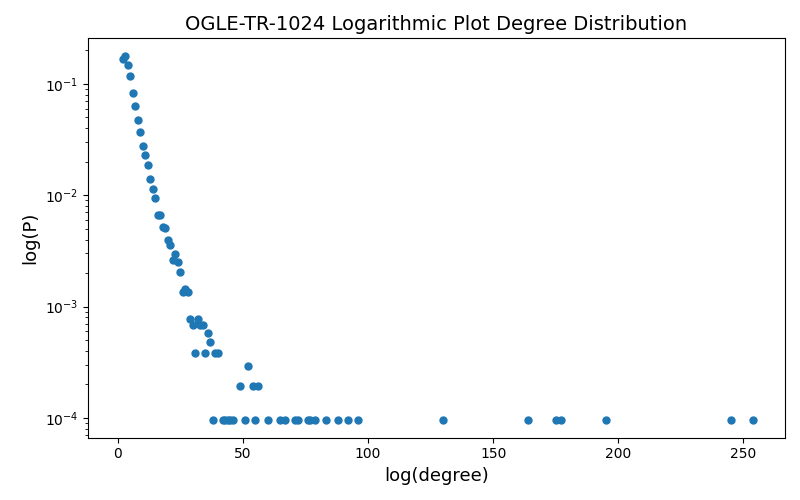 OGLE-TR-1024 Logarithmic Plot Degree Distribution
log(P)
10⁻¹
10⁻²
10⁻³
10⁻⁴
0 50 100 150 200 250
log(degree)